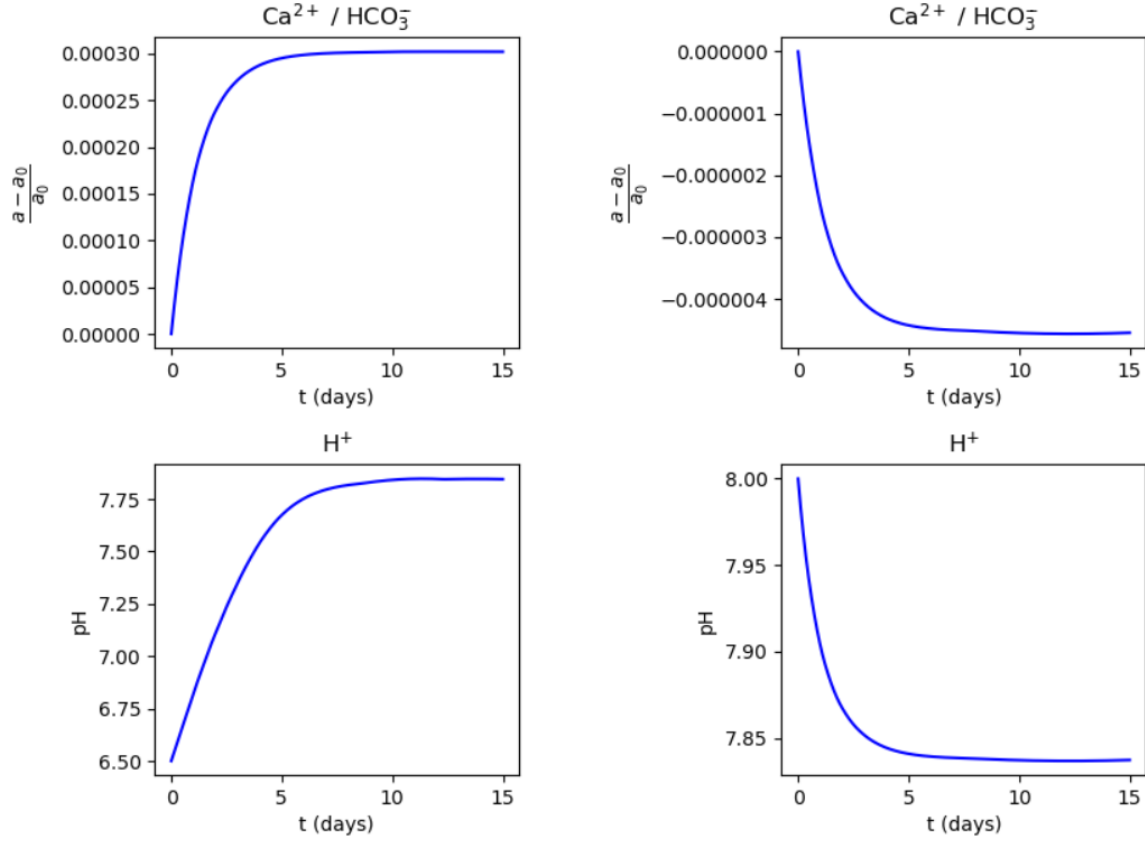 Ca²⁺ / HCO₃⁻
0.00030
0.00025
0.00020
0.00015
0.00010
0.00005
0.00000
a − a₀
a₀
0 5 10 15
t (days)
Ca²⁺ / HCO₃⁻
0.000000
−0.000001
−0.000002
−0.000003
−0.000004
a − a₀
a₀
0 5 10 15
t (days)
H⁺
7.75
7.50
7.25
7.00
6.75
6.50
pH
0 5 10 15
t (days)
H⁺
8.00
7.95
7.90
7.85
pH
0 5 10 15
t (days)